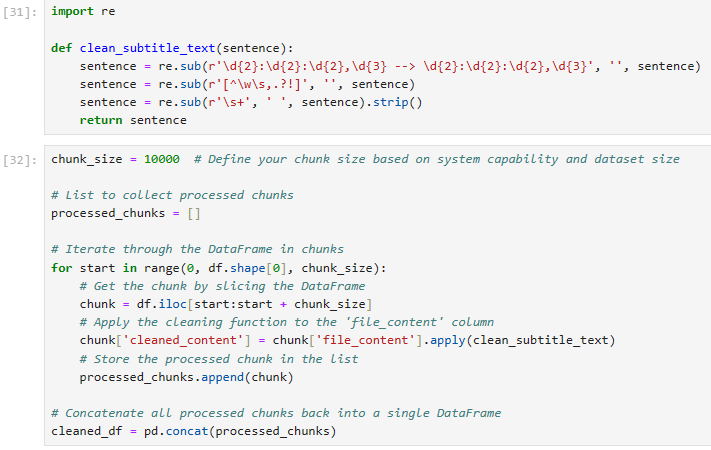 [31]: import re
def clean_subtitle_text(sentence):
    sentence = re.sub(r'\d{2}:\d{2}:\d{2},\d{3} --> \d{2}:\d{2}:\d{2},\d{3}', '', sentence)
    sentence = re.sub(r'[^\w\s,.?!]', '', sentence)
    sentence = re.sub(r'\s+', ' ', sentence).strip()
    return sentence
[32]: chunk_size = 10000  # Define your chunk size based on system capability and dataset size
# List to collect processed chunks
processed_chunks = []
# Iterate through the DataFrame in chunks
for start in range(0, df.shape[0], chunk_size):
    # Get the chunk by slicing the DataFrame
    chunk = df.iloc[start:start + chunk_size]
    # Apply the cleaning function to the 'file_content' column
    chunk['cleaned_content'] = chunk['file_content'].apply(clean_subtitle_text)
    # Store the processed chunk in the list
    processed_chunks.append(chunk)
# Concatenate all processed chunks back into a single DataFrame
cleaned_df = pd.concat(processed_chunks)